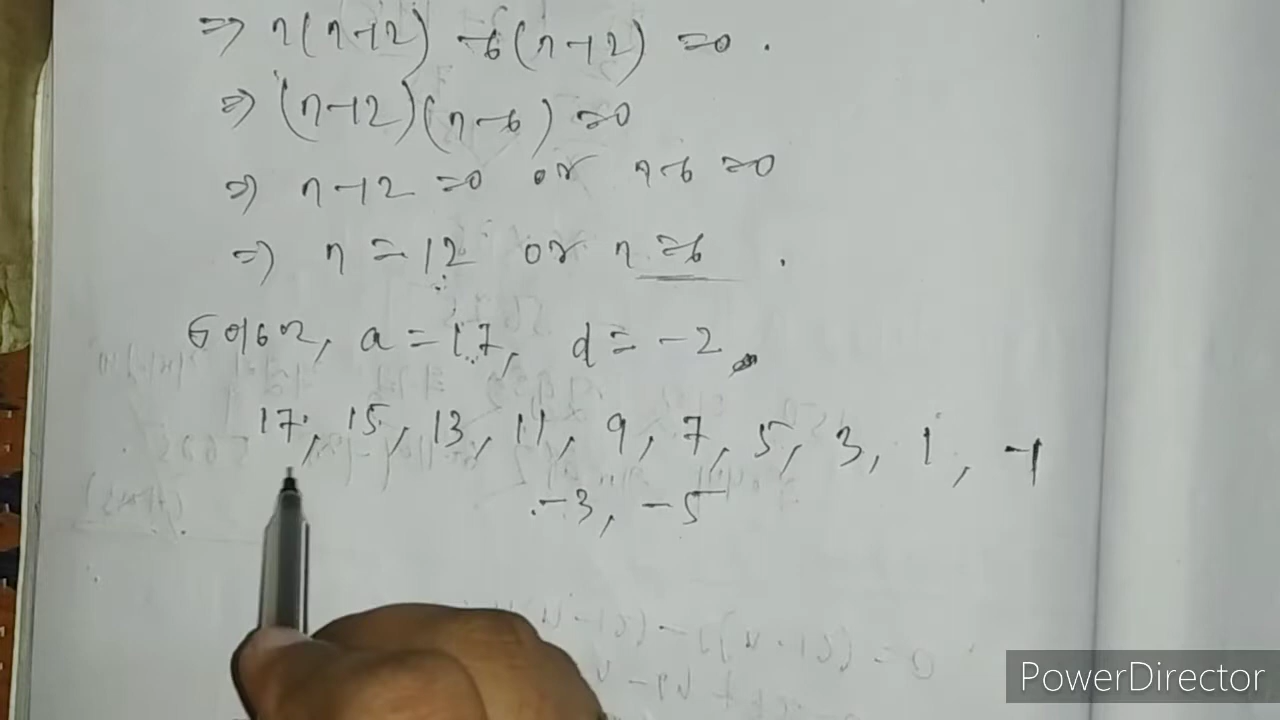 ⇒ n(n-12) -6(n-12) =0 .
⇒ (n-12)(n-6) =0
⇒ n-12 =0 or n-6 =0
⇒ n = 12 or n =6 .
a = 17, d = -2
17, 15, 13, 11, 9, 7, 5, 3, 1, -1
-3, -5
PowerDirector